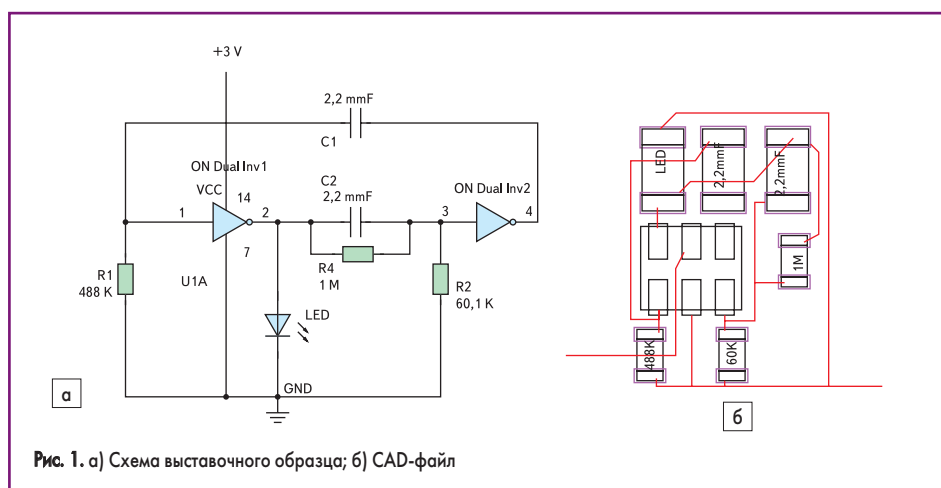 +3 V
2,2 mmF
C1
ON Dual Inv1
VCC
14
1
2
7
U1A
C2
2,2 mmF
R4
1 M
ON Dual Inv2
3
4
R1
488 K
R2
60,1 K
LED
GND
а
LED
2,2mmF
2,2mmF
1M
488K
60K
б
Рис. 1. а) Схема выставочного образца; б) CAD-файл